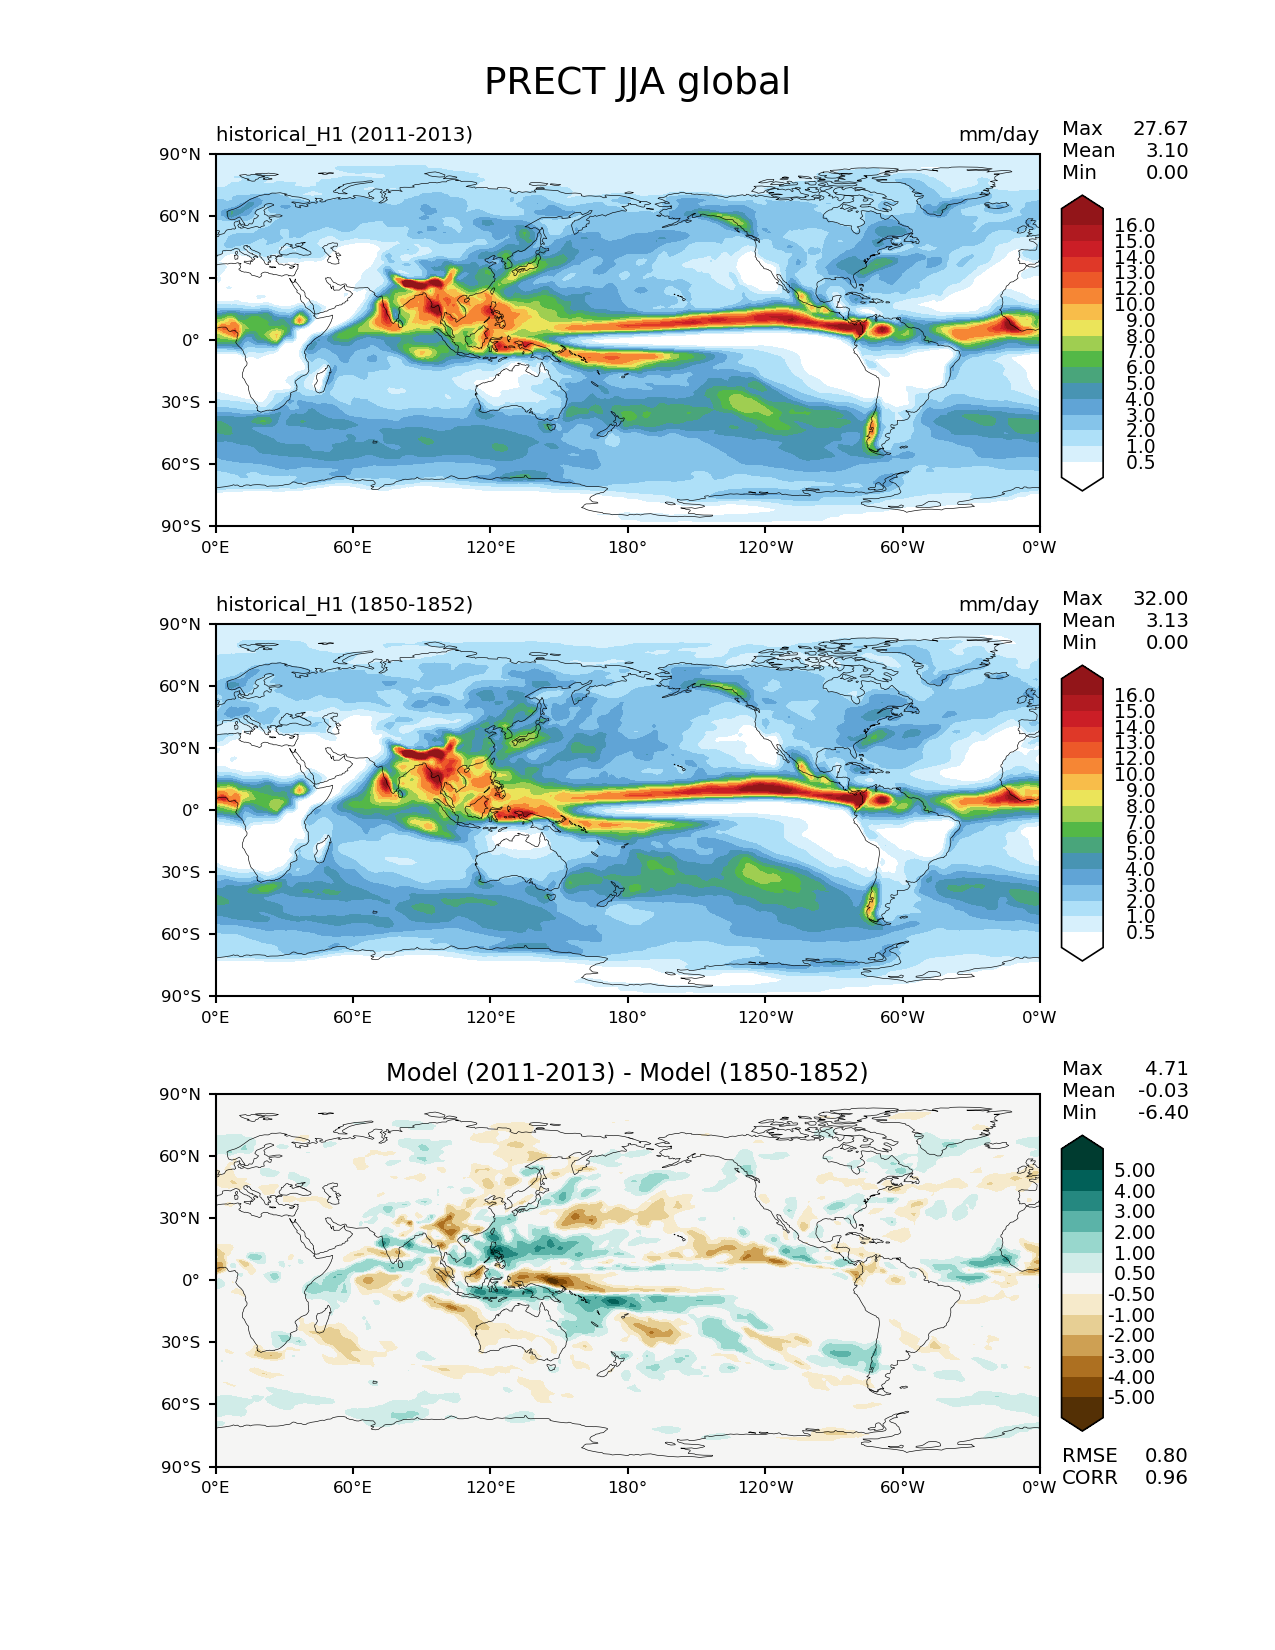 PRECT JJA global
historical_H1 (2011-2013) mm/day
Max 27.67
Mean 3.10
Min 0.00
90°N
60°N
30°N
0°
30°S
60°S
90°S
0°E 60°E 120°E 180° 120°W 60°W 0°W
16.0
15.0
14.0
13.0
12.0
10.0
9.0
8.0
7.0
6.0
5.0
4.0
3.0
2.0
1.0
0.5
historical_H1 (1850-1852) mm/day
Max 32.00
Mean 3.13
Min 0.00
90°N
60°N
30°N
0°
30°S
60°S
90°S
0°E 60°E 120°E 180° 120°W 60°W 0°W
16.0
15.0
14.0
13.0
12.0
10.0
9.0
8.0
7.0
6.0
5.0
4.0
3.0
2.0
1.0
0.5
Model (2011-2013) - Model (1850-1852)
Max 4.71
Mean -0.03
Min -6.40
90°N
60°N
30°N
0°
30°S
60°S
90°S
0°E 60°E 120°E 180° 120°W 60°W 0°W
5.00
4.00
3.00
2.00
1.00
0.50
-0.50
-1.00
-2.00
-3.00
-4.00
-5.00
RMSE 0.80
CORR 0.96